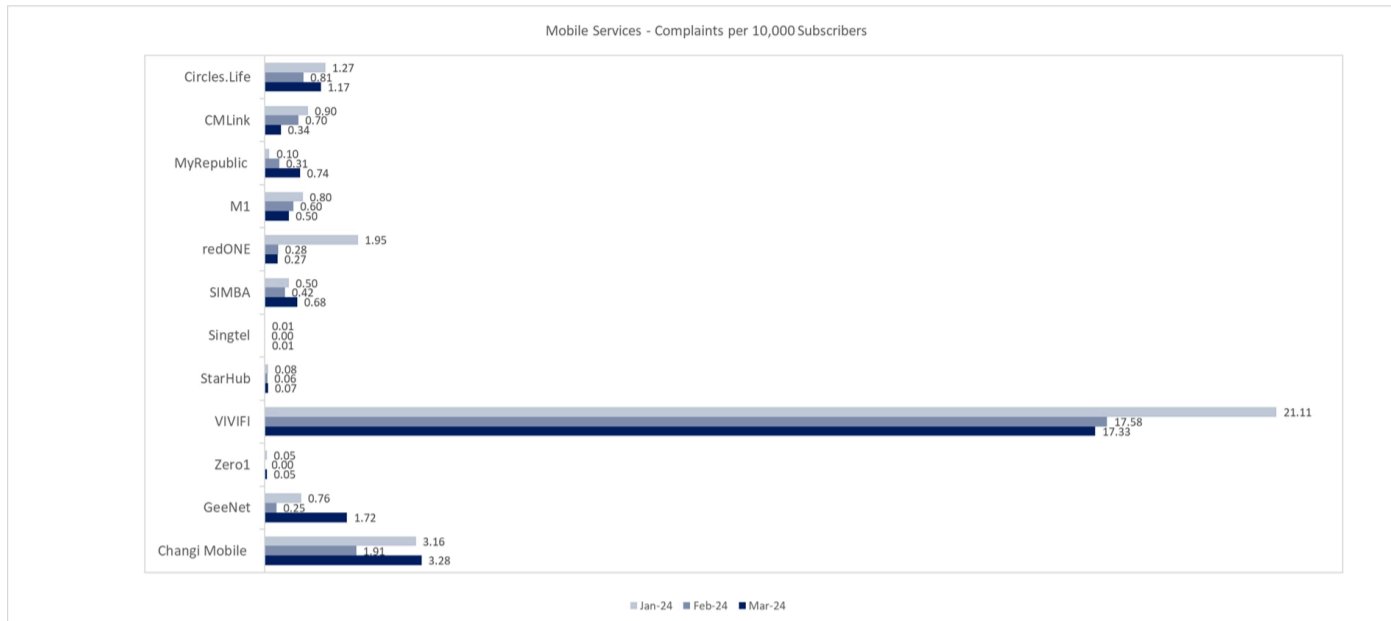 Mobile Services - Complaints per 10,000 Subscribers
Circles.Life
1.27
0.81
1.17
CMLink
0.90
0.70
0.34
MyRepublic
0.10
0.31
0.74
M1
0.80
0.60
0.50
redONE
1.95
0.28
0.27
SIMBA
0.50
0.42
0.68
Singtel
0.01
0.00
0.01
StarHub
0.08
0.06
0.07
VIVIFI
21.11
17.58
17.33
Zero1
0.05
0.00
0.05
GeeNet
0.76
0.25
1.72
Changi Mobile
3.16
1.91
3.28
Jan-24 Feb-24 Mar-24